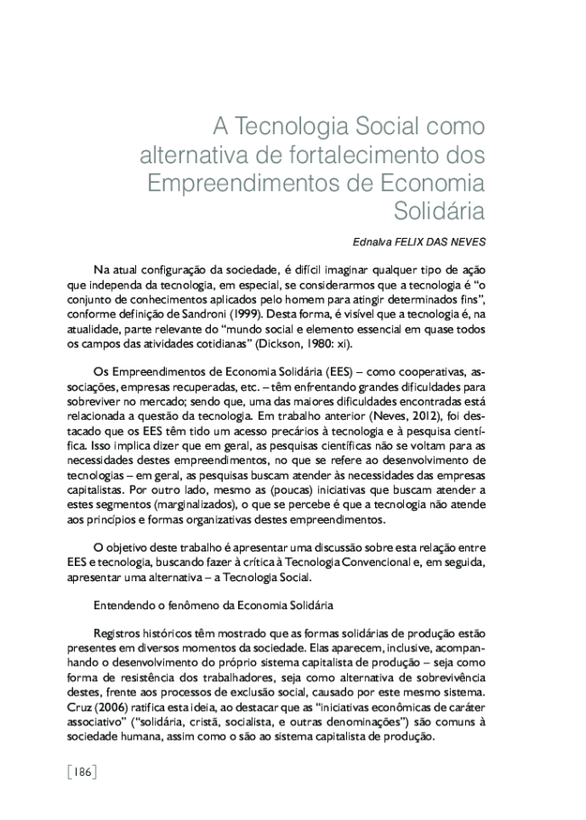 A Tecnologia Social como
alternativa de fortalecimento dos
Empreendimentos de Economia
Solidária
Ednalva FELIX DAS NEVES
Na atual configuração da sociedade, é difícil imaginar qualquer tipo de ação
que independa da tecnologia, em especial, se considerarmos que a tecnologia é “o
conjunto de conhecimentos aplicados pelo homem para atingir determinados fins”,
conforme definição de Sandroni (1999). Desta forma, é visível que a tecnologia é, na
atualidade, parte relevante do “mundo social e elemento essencial em quase todos
os campos das atividades cotidianas” (Dickson, 1980: xi).
Os Empreendimentos de Economia Solidária (EES) – como cooperativas, as-
sociações, empresas recuperadas, etc. – têm enfrentando grandes dificuldades para
sobreviver no mercado; sendo que, uma das maiores dificuldades encontradas está
relacionada a questão da tecnologia. Em trabalho anterior (Neves, 2012), foi des-
tacado que os EES têm tido um acesso precários à tecnologia e à pesquisa cientí-
fica. Isso implica dizer que em geral, as pesquisas científicas não se voltam para as
necessidades destes empreendimentos, no que se refere ao desenvolvimento de
tecnologias – em geral, as pesquisas buscam atender às necessidades das empresas
capitalistas. Por outro lado, mesmo as (poucas) iniciativas que buscam atender a
estes segmentos (marginalizados), o que se percebe é que a tecnologia não atende
aos princípios e formas organizativas destes empreendimentos.
O objetivo deste trabalho é apresentar uma discussão sobre esta relação entre
EES e tecnologia, buscando fazer à crítica à Tecnologia Convencional e, em seguida,
apresentar uma alternativa – a Tecnologia Social.
Entendendo o fenômeno da Economia Solidária
Registros históricos têm mostrado que as formas solidárias de produção estão
presentes em diversos momentos da sociedade. Elas aparecem, inclusive, acompan-
hando o desenvolvimento do próprio sistema capitalista de produção – seja como
forma de resistência dos trabalhadores, seja como alternativa de sobrevivência
destes, frente aos processos de exclusão social, causado por este mesmo sistema.
Cruz (2006) ratifica esta ideia, ao destacar que as “iniciativas econômicas de caráter
associativo” (“solidária, cristã, socialista, e outras denominações”) são comuns à
sociedade humana, assim como o são ao sistema capitalista de produção.
[186]